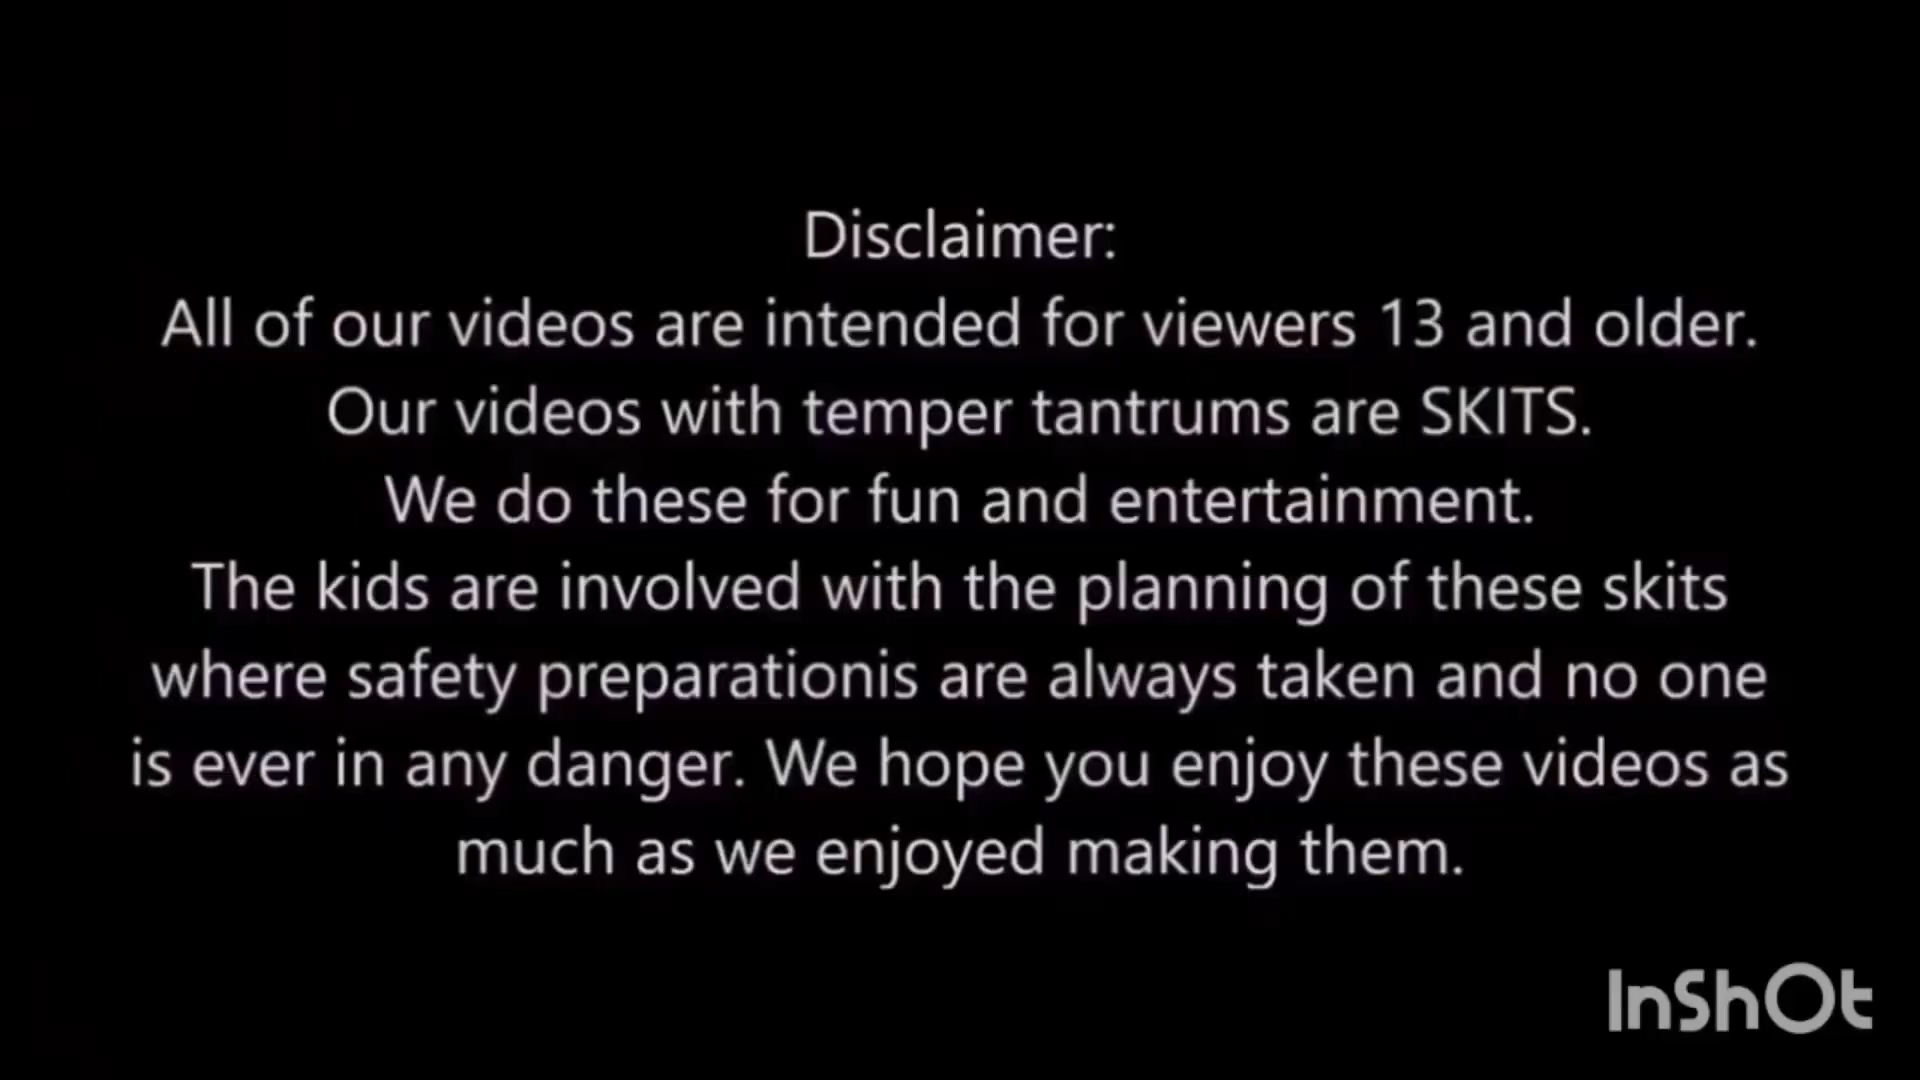 Disclaimer:
All of our videos are intended for viewers 13 and older.
Our videos with temper tantrums are SKITS.
We do these for fun and entertainment.
The kids are involved with the planning of these skits
where safety preparationis are always taken and no one
is ever in any danger. We hope you enjoy these videos as
much as we enjoyed making them.
InShOt